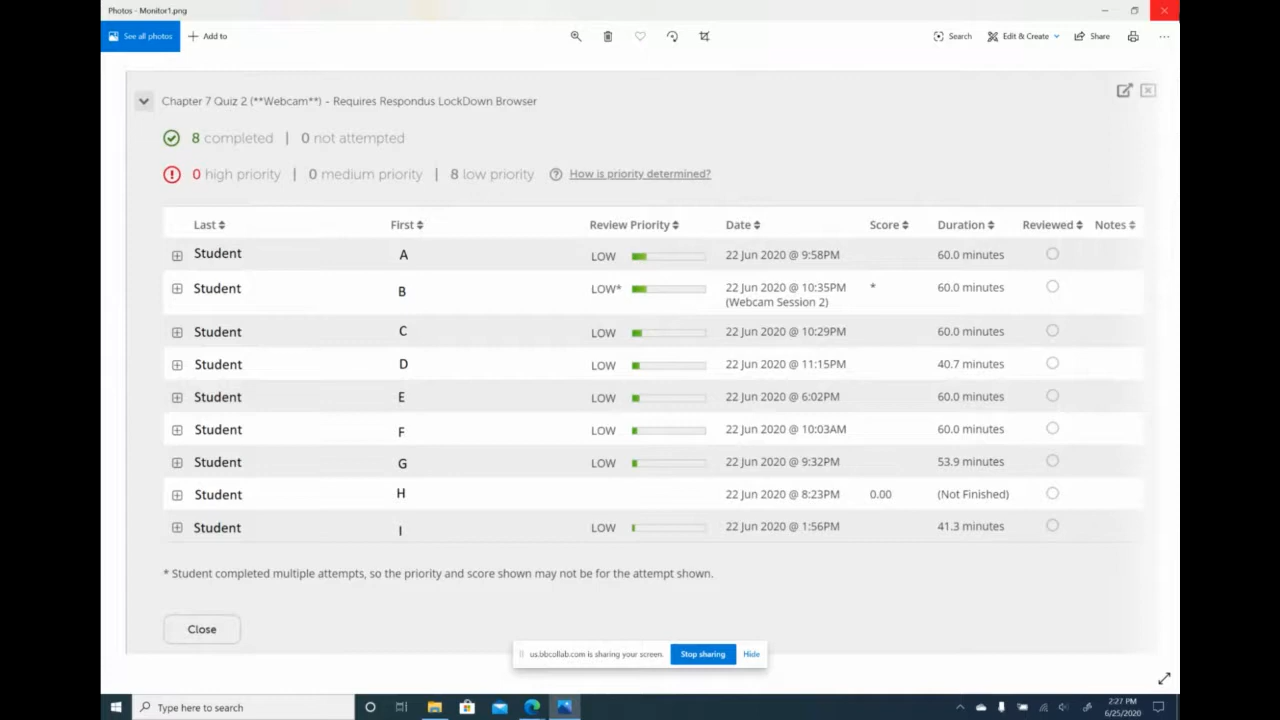 Photos - Monitor1.png
See all photos + Add to Search Edit & Create Share ...
Chapter 7 Quiz 2 (**Webcam**) - Requires Respondus LockDown Browser
8 completed | 0 not attempted
0 high priority | 0 medium priority | 8 low priority How is priority determined?
Last First Review Priority Date Score Duration Reviewed Notes
Student A LOW 22 Jun 2020 @ 9:58PM 60.0 minutes
Student B LOW* 22 Jun 2020 @ 10:35PM * 60.0 minutes
(Webcam Session 2)
Student C LOW 22 Jun 2020 @ 10:29PM 60.0 minutes
Student D LOW 22 Jun 2020 @ 11:15PM 40.7 minutes
Student E LOW 22 Jun 2020 @ 6:02PM 60.0 minutes
Student F LOW 22 Jun 2020 @ 10:03AM 60.0 minutes
Student G LOW 22 Jun 2020 @ 9:32PM 53.9 minutes
Student H 22 Jun 2020 @ 8:23PM 0.00 (Not Finished)
Student I LOW 22 Jun 2020 @ 1:56PM 41.3 minutes
* Student completed multiple attempts, so the priority and score shown may not be for the attempt shown.
Close
us.bbcollab.com is sharing your screen. Stop sharing Hide
Type here to search 2:27 PM
6/25/2020